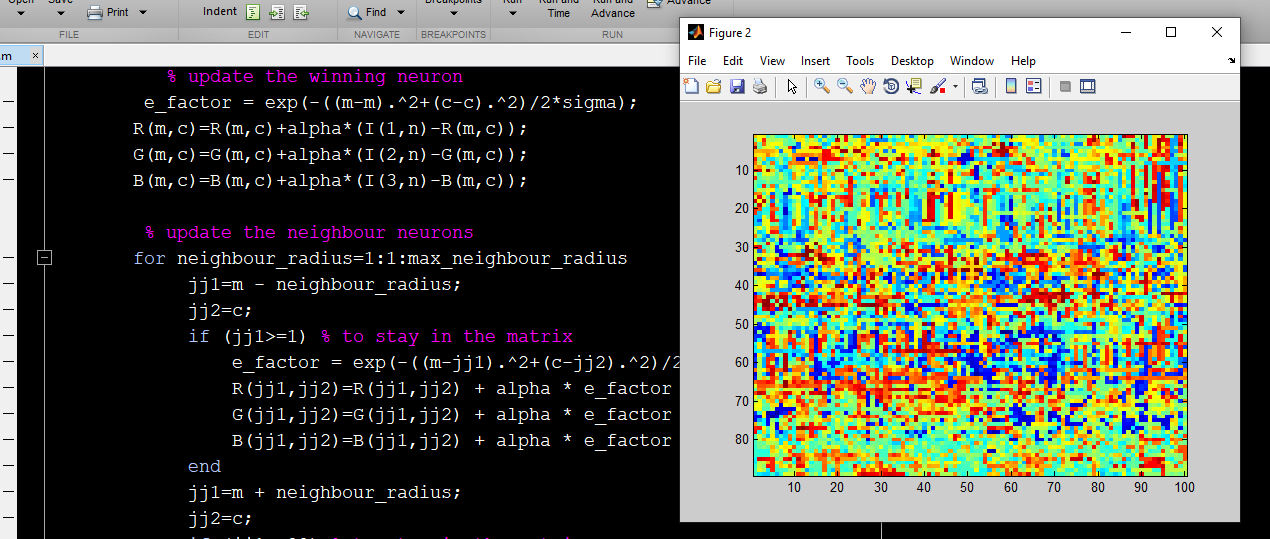 Open Save Print Indent Find Breakpoints Run Run and Time Run and Advance Advance
FILE EDIT NAVIGATE BREAKPOINTS RUN
.m ×
% update the winning neuron
e_factor = exp(-((m-m).^2+(c-c).^2)/2*sigma);
R(m,c)=R(m,c)+alpha*(I(1,n)-R(m,c));
G(m,c)=G(m,c)+alpha*(I(2,n)-G(m,c));
B(m,c)=B(m,c)+alpha*(I(3,n)-B(m,c));
% update the neighbour neurons
for neighbour_radius=1:1:max_neighbour_radius
jj1=m - neighbour_radius;
jj2=c;
if (jj1>=1) % to stay in the matrix
e_factor = exp(-((m-jj1).^2+(c-jj2).^2)/2
R(jj1,jj2)=R(jj1,jj2) + alpha * e_factor
G(jj1,jj2)=G(jj1,jj2) + alpha * e_factor
B(jj1,jj2)=B(jj1,jj2) + alpha * e_factor
end
jj1=m + neighbour_radius;
jj2=c;
Figure 2
File Edit View Insert Tools Desktop Window Help
10
20
30
40
50
60
70
80
10 20 30 40 50 60 70 80 90 100